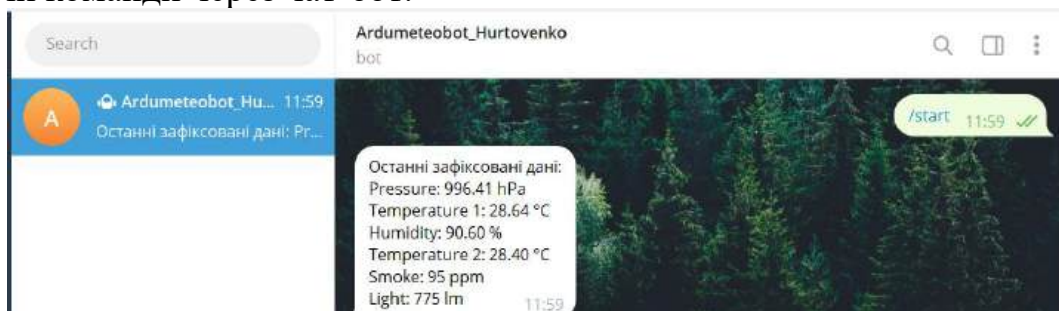 Search
Ardumeteobot_Hurtovenko
bot
A
Ardumeteobot_Hu... 11:59
Останні зафіксовані дані: Pr...
/start 11:59
Останні зафіксовані дані:
Pressure: 996.41 hPa
Temperature 1: 28.64 °C
Humidity: 90.60 %
Temperature 2: 28.40 °C
Smoke: 95 ppm
Light: 775 lm 11:59